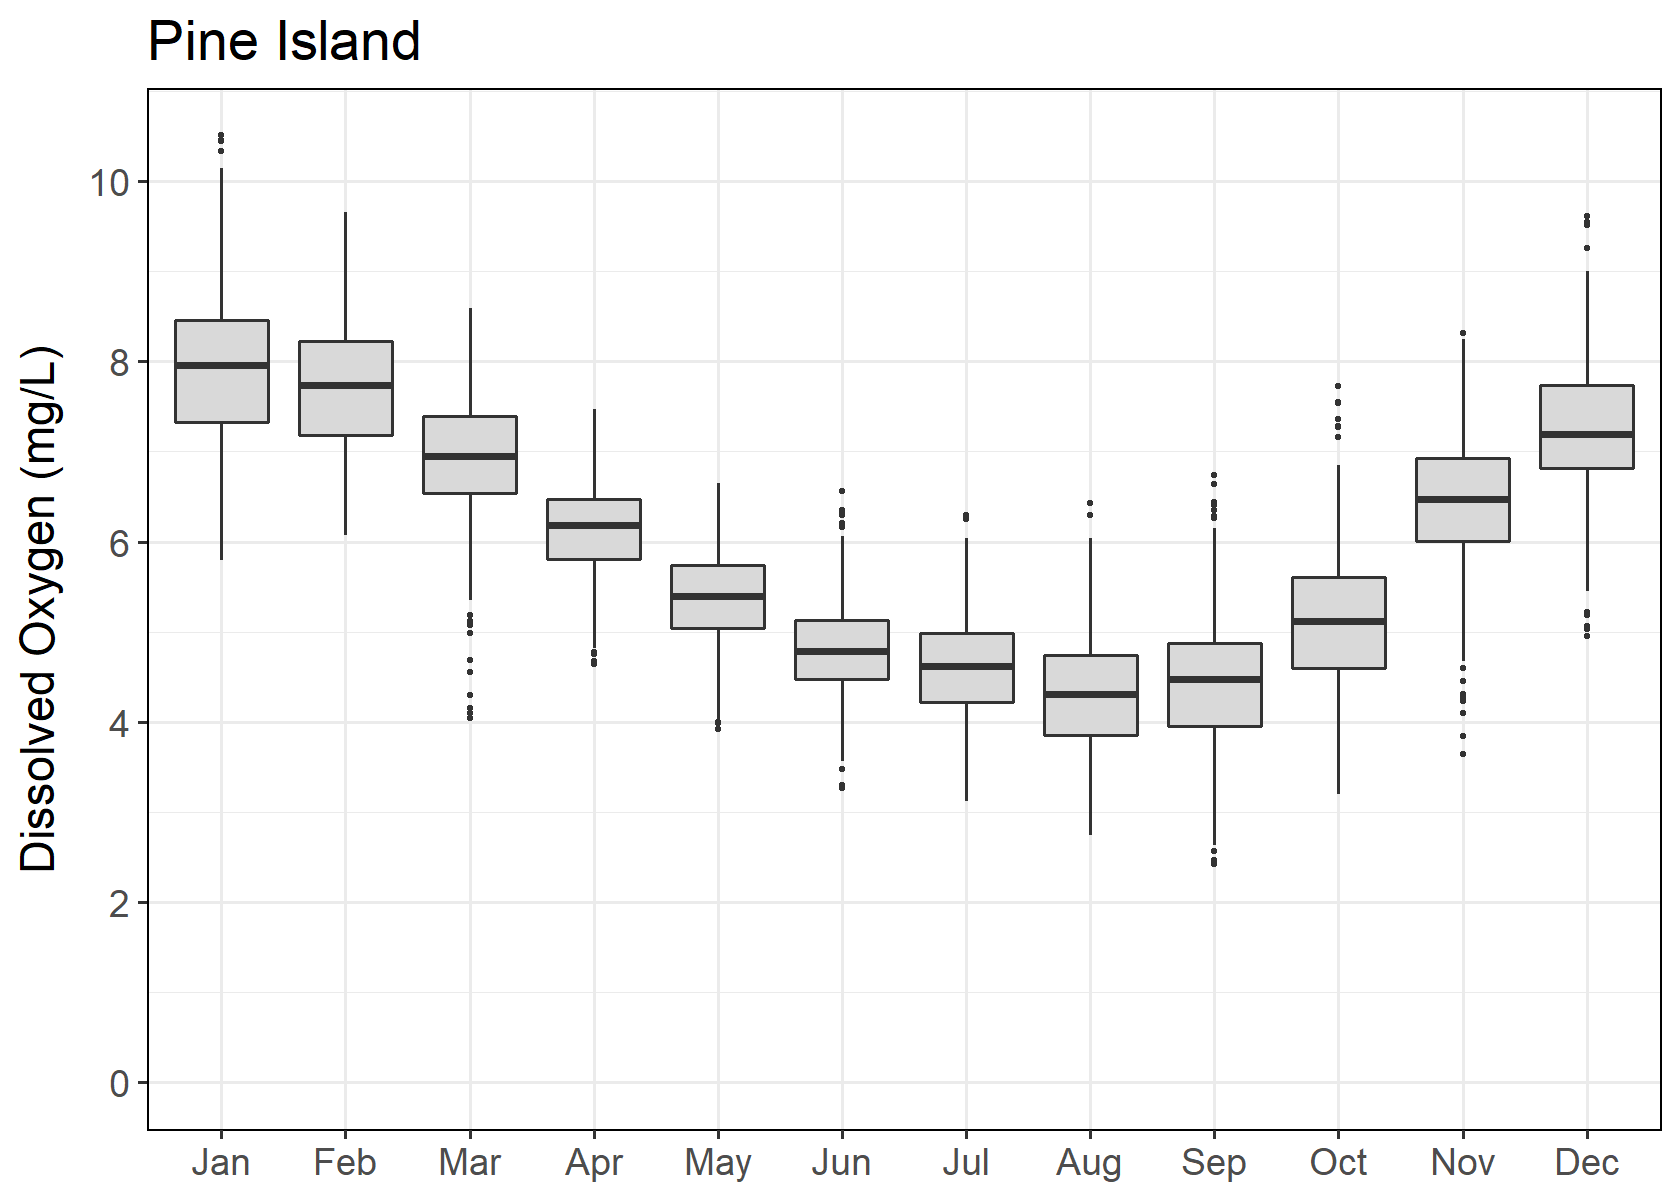 Pine Island
Dissolved Oxygen (mg/L)
10
8
6
4
2
0
Jan Feb Mar Apr May Jun Jul Aug Sep Oct Nov Dec